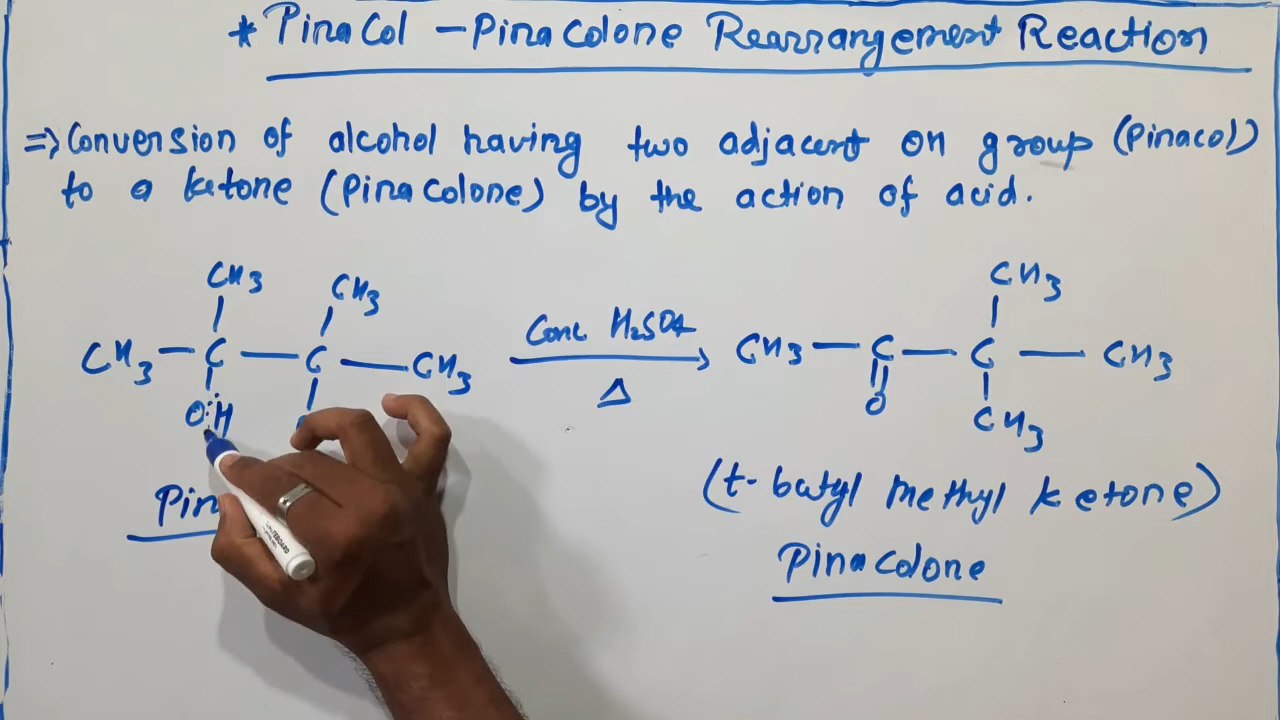 * Pinacol - Pinacolone Rearrangement Reaction
⇒ Conversion of alcohol having two adjacent OH group (Pinacol)
to a ketone (Pinacolone) by the action of acid.
CH3 CH3 CH3
CH3 - C - C - CH3 Conc H2SO4 CH3 - C - C - CH3
Δ
OH O CH3
Pin (t-butyl Methyl ketone)
Pinacolone